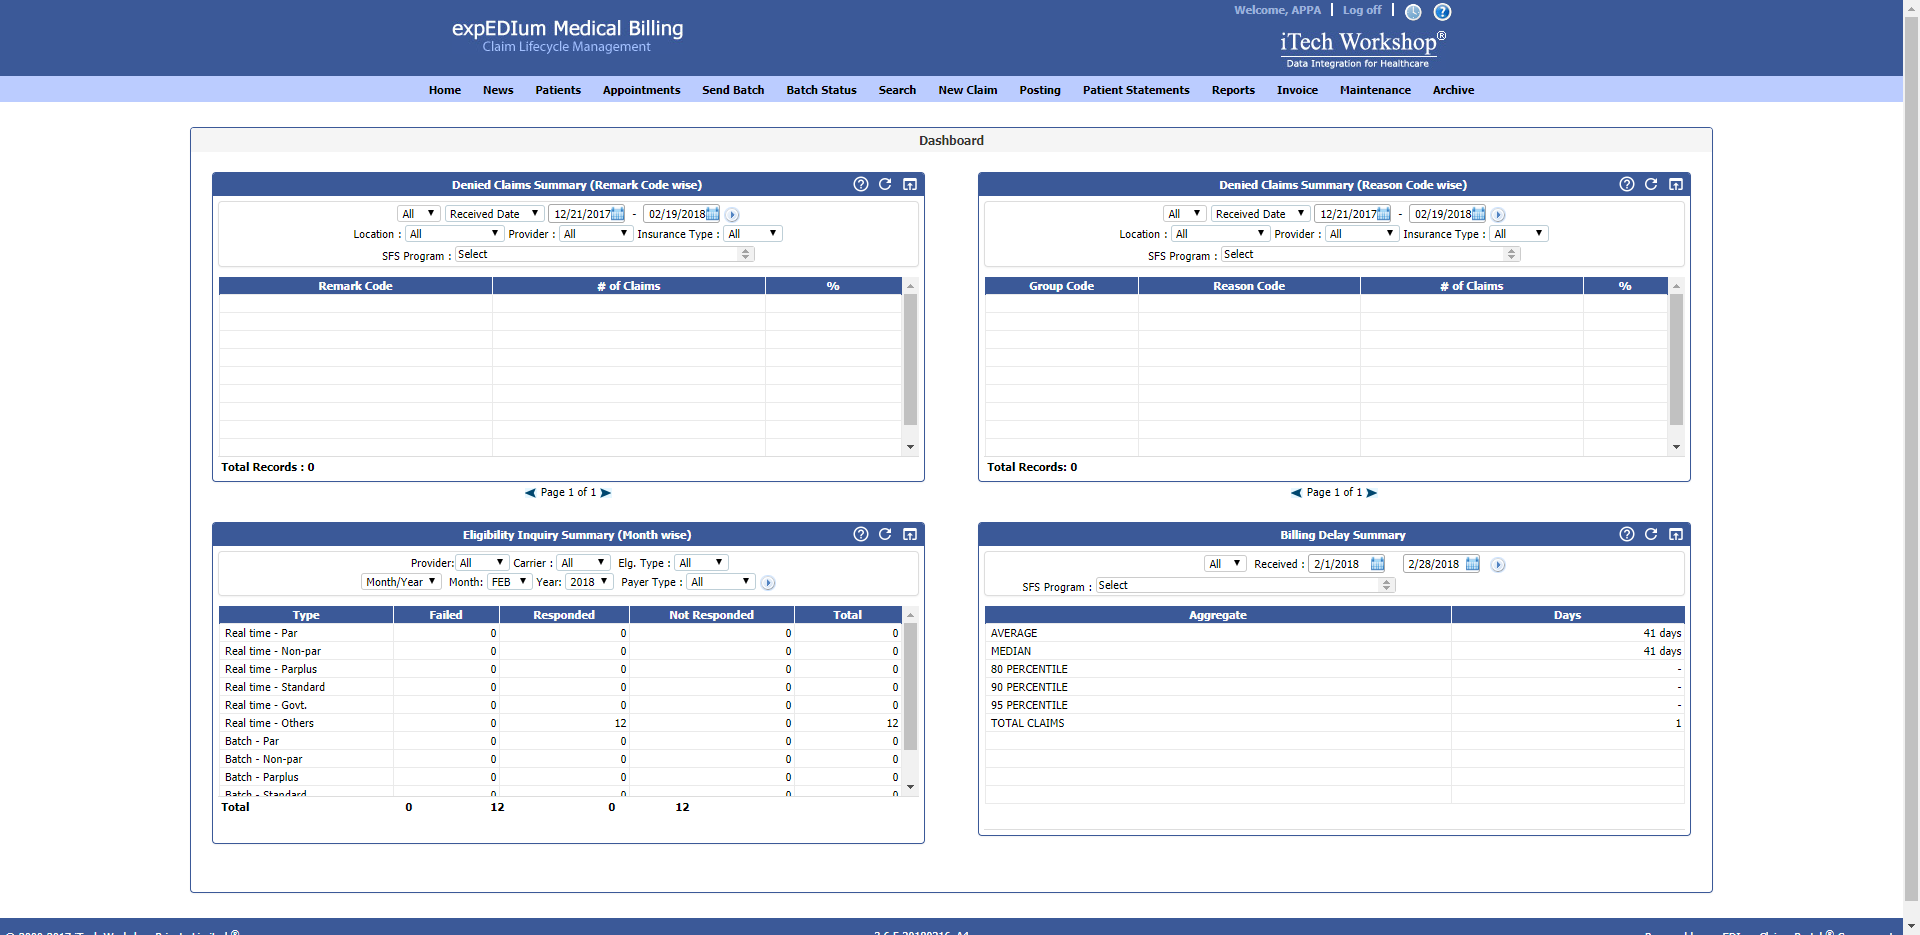 Welcome, APPA | Log off |
expEDIum Medical Billing
Claim Lifecycle Management
iTech Workshop®
Data Integration for Healthcare
Home News Patients Appointments Send Batch Batch Status Search New Claim Posting Patient Statements Reports Invoice Maintenance Archive
Dashboard
Denied Claims Summary (Remark Code wise)
All Received Date 12/21/2017 - 02/19/2018
Location : All Provider : All Insurance Type : All
SFS Program : Select
Remark Code # of Claims %
Total Records : 0
Page 1 of 1
Denied Claims Summary (Reason Code wise)
All Received Date 12/21/2017 - 02/19/2018
Location : All Provider : All Insurance Type : All
SFS Program : Select
Group Code Reason Code # of Claims %
Total Records: 0
Page 1 of 1
Eligibility Inquiry Summary (Month wise)
Provider: All Carrier : All Elg. Type : All
Month/Year Month: FEB Year: 2018 Payer Type : All
Type Failed Responded Not Responded Total
Real time - Par 0 0 0 0
Real time - Non-par 0 0 0 0
Real time - Parplus 0 0 0 0
Real time - Standard 0 0 0 0
Real time - Govt. 0 0 0 0
Real time - Others 0 12 0 12
Batch - Par 0 0 0 0
Batch - Non-par 0 0 0 0
Batch - Parplus 0 0 0 0
Batch - Standard 0 0 0 0
Total 0 12 0 12
Billing Delay Summary
All Received : 2/1/2018 2/28/2018
SFS Program : Select
Aggregate Days
AVERAGE 41 days
MEDIAN 41 days
80 PERCENTILE -
90 PERCENTILE -
95 PERCENTILE -
TOTAL CLAIMS 1